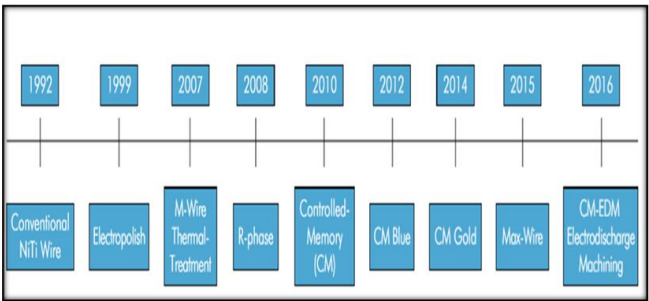 1992 1999 2007 2008 2010 2012 2014 2015 2016
Conventional
NiTi Wire
Electropolish
M-Wire
Thermal-
Treatment
R-phase
Controlled-
Memory
(CM)
CM Blue
CM Gold
Max-Wire
CM-EDM
Electrodischarge
Machining